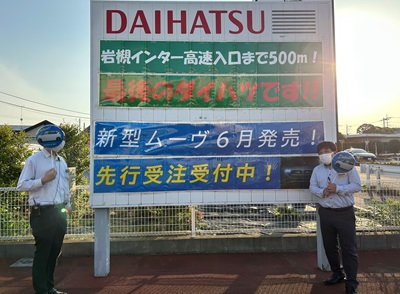 DAIHATSU
岩槻インター高速入口まで500m!
最後のダイハツです!!
新型ムーヴ6月発売!
先行受注受付中!